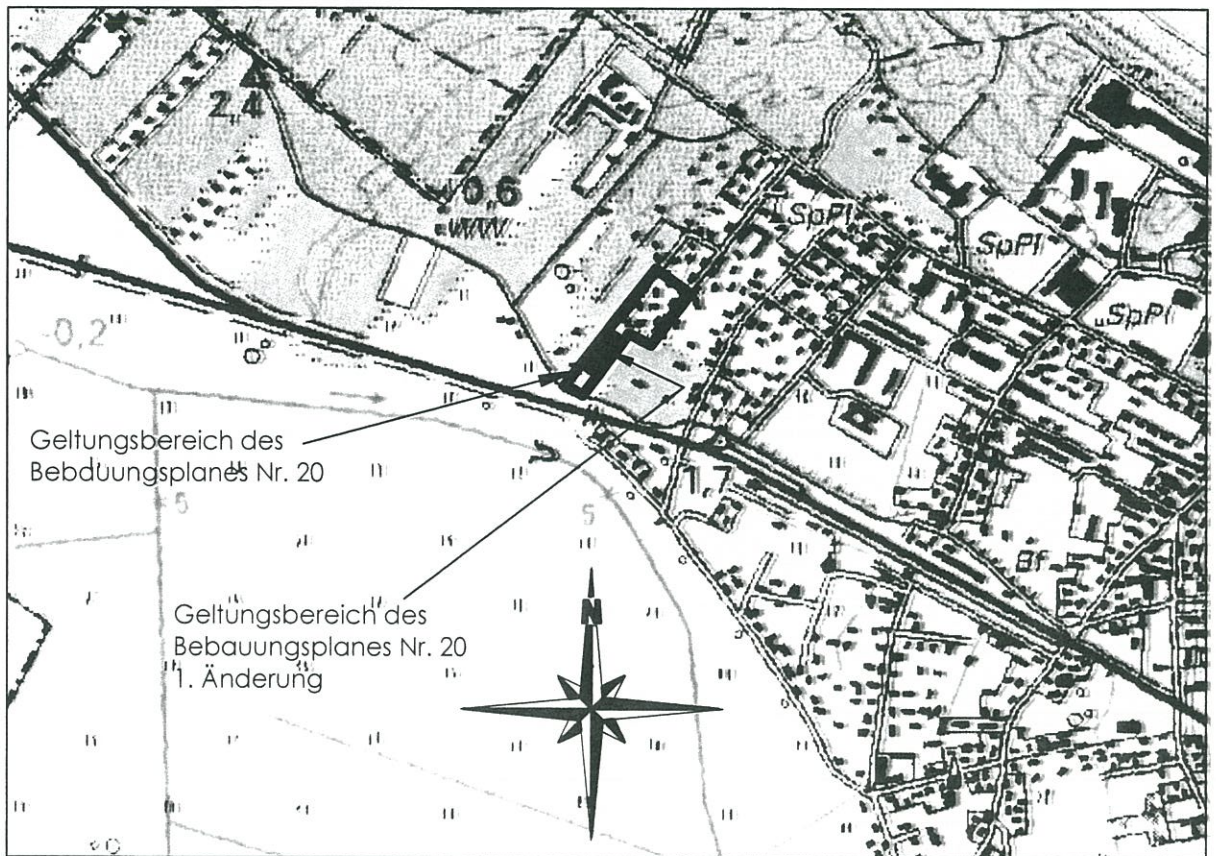 2,4
0,6
SpPl
SpPl
SpPl
-0,2
Geltungsbereich des
Bebauungsplanes Nr. 20
5
5
1,7
Bf
Geltungsbereich des
Bebauungsplanes Nr. 20
1. Änderung
N